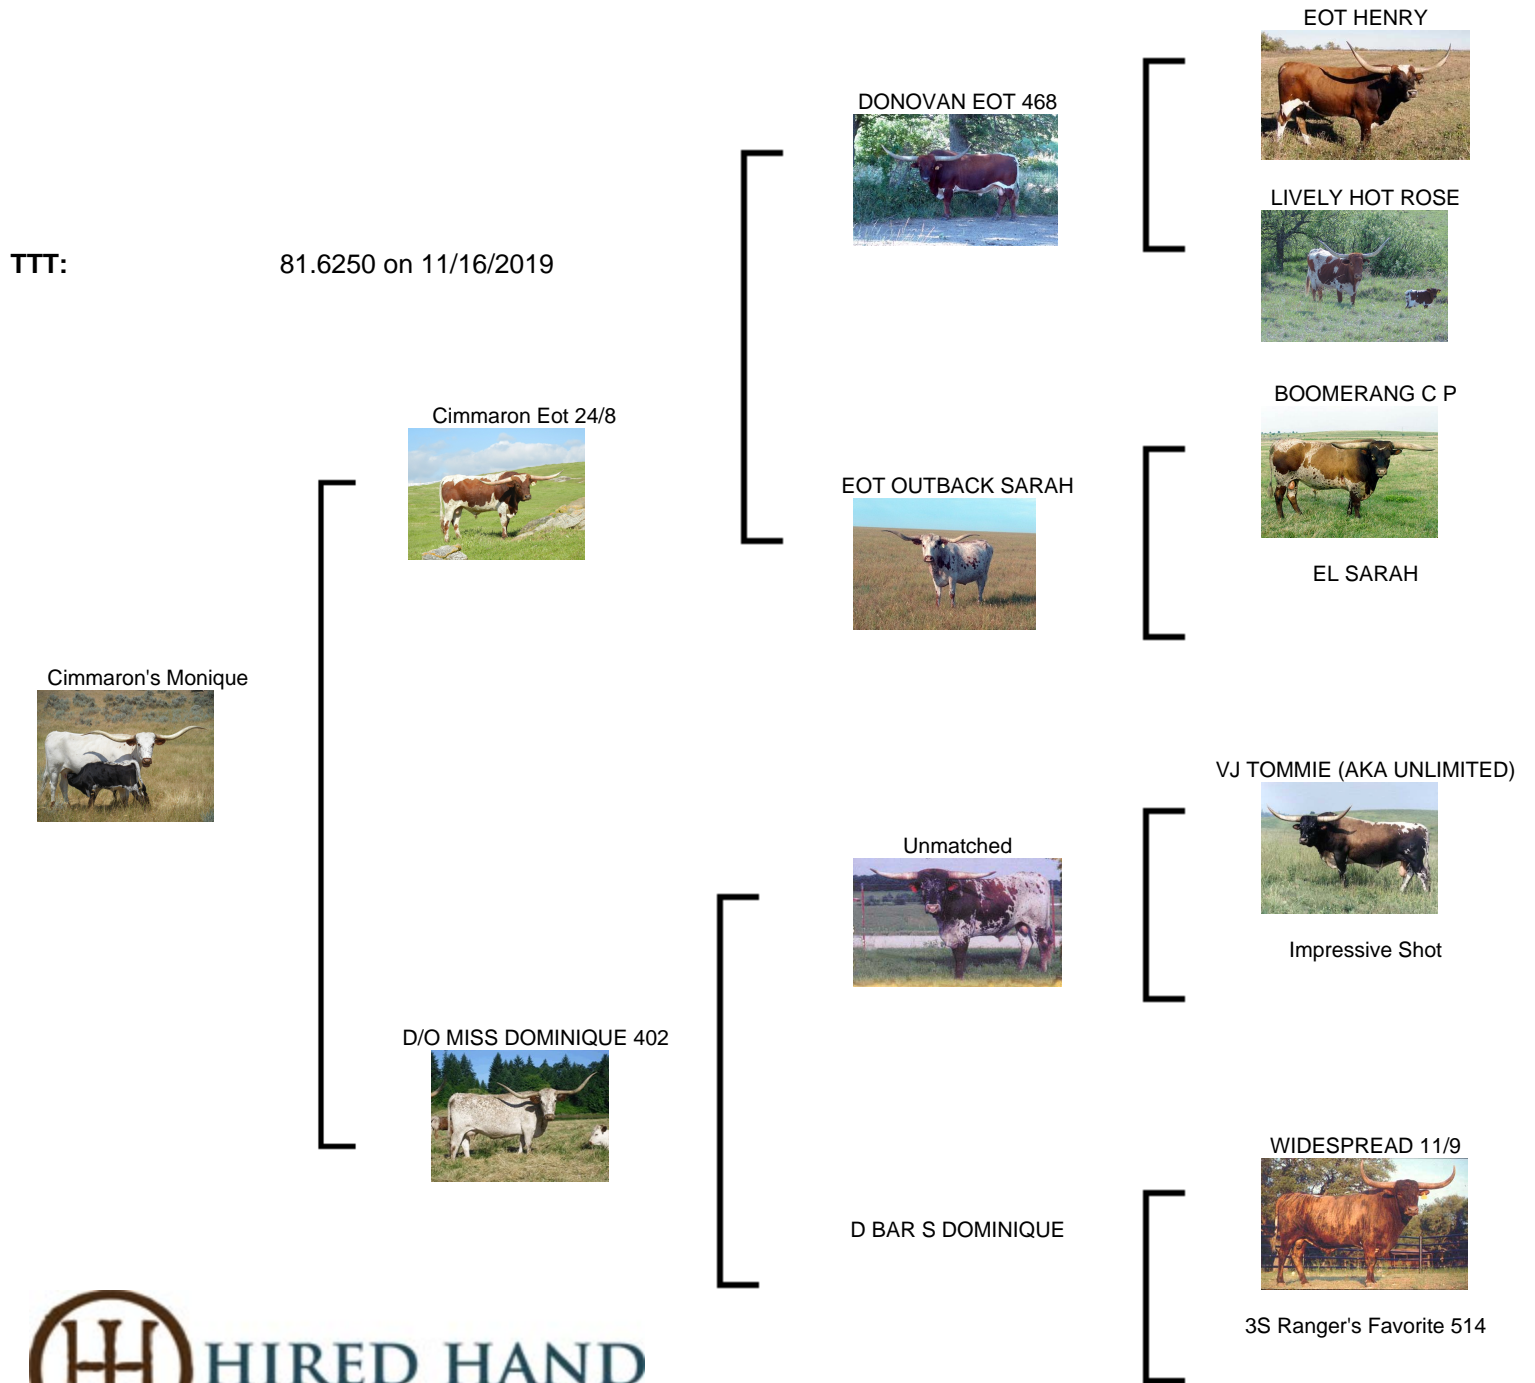 EOT HENRY
DONOVAN EOT 468
LIVELY HOT ROSE
TTT: 81.6250 on 11/16/2019
BOOMERANG C P
Cimmaron Eot 24/8
EOT OUTBACK SARAH
EL SARAH
Cimmaron's Monique
VJ TOMMIE (AKA UNLIMITED)
Unmatched
Impressive Shot
D/O MISS DOMINIQUE 402
WIDESPREAD 11/9
D BAR S DOMINIQUE
3S Ranger's Favorite 514
HIRED HAND